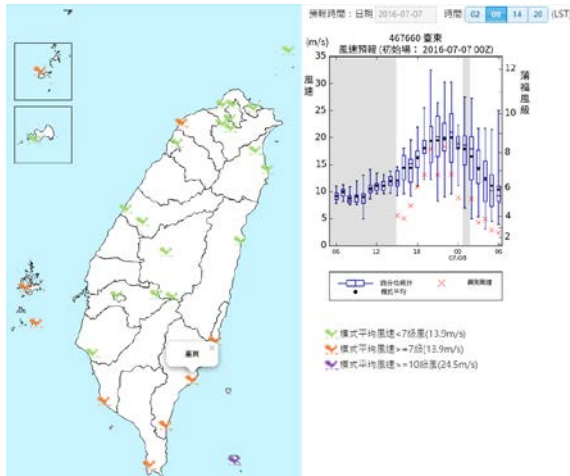 預報時間：日期 2016-07-07 時間 02 08 14 20 (LST)
467660 臺東
風速預報 (初始場： 2016-07-07 00Z)
(m/s)
風速
蒲福風級
35
30
25
20
15
10
5
0
12
10
8
6
4
2
06
12
18
00
06
07/08
四分位統計
模式平均
觀測風速
臺東
模式平均風速<7級風(13.9m/s)
模式平均風速>=7級(13.9m/s)
模式平均風速>=10級風(24.5m/s)